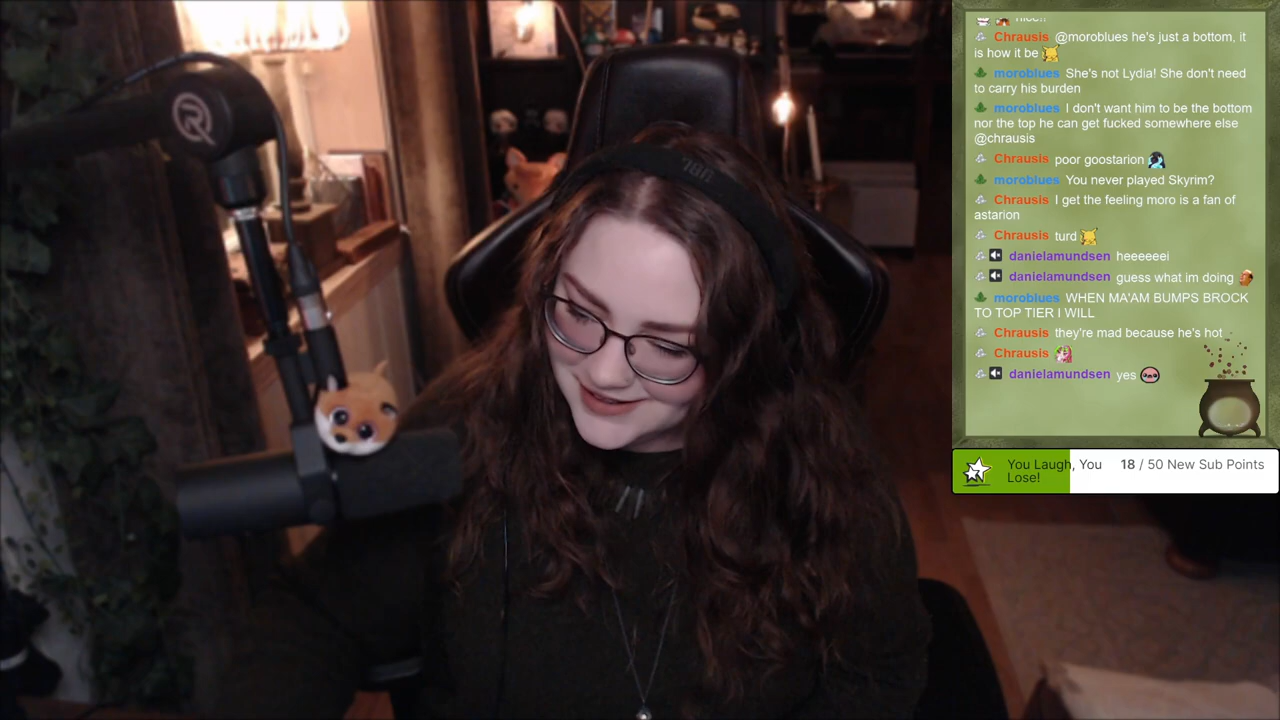 nice!!
Chrausis @moroblues he's just a bottom, it
is how it be
moroblues She's not Lydia! She don't need
to carry his burden
moroblues I don't want him to be the bottom
nor the top he can get fucked somewhere else
@chrausis
Chrausis poor goostarion
moroblues You never played Skyrim?
Chrausis I get the feeling moro is a fan of
astarion
Chrausis turd
danielamundsen heeeeeei
danielamundsen guess what im doing
moroblues WHEN MA'AM BUMPS BROCK
TO TOP TIER I WILL
Chrausis they're mad because he's hot
Chrausis
danielamundsen yes
You Laugh, You
Lose!
18 / 50 New Sub Points